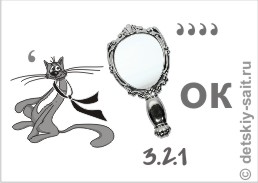 ‘ ‘‘‘‘
ОК
3.2.1
© detskiy-sait.ru